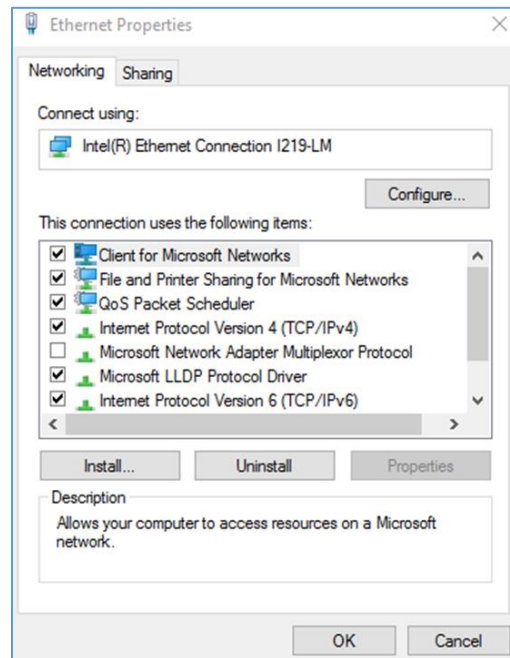 Ethernet Properties
Networking
Sharing
Connect using:
Intel(R) Ethernet Connection I219-LM
Configure...
This connection uses the following items:
Client for Microsoft Networks
File and Printer Sharing for Microsoft Networks
QoS Packet Scheduler
Internet Protocol Version 4 (TCP/IPv4)
Microsoft Network Adapter Multiplexor Protocol
Microsoft LLDP Protocol Driver
Internet Protocol Version 6 (TCP/IPv6)
Install...
Uninstall
Properties
Description
Allows your computer to access resources on a Microsoft
network.
OK
Cancel